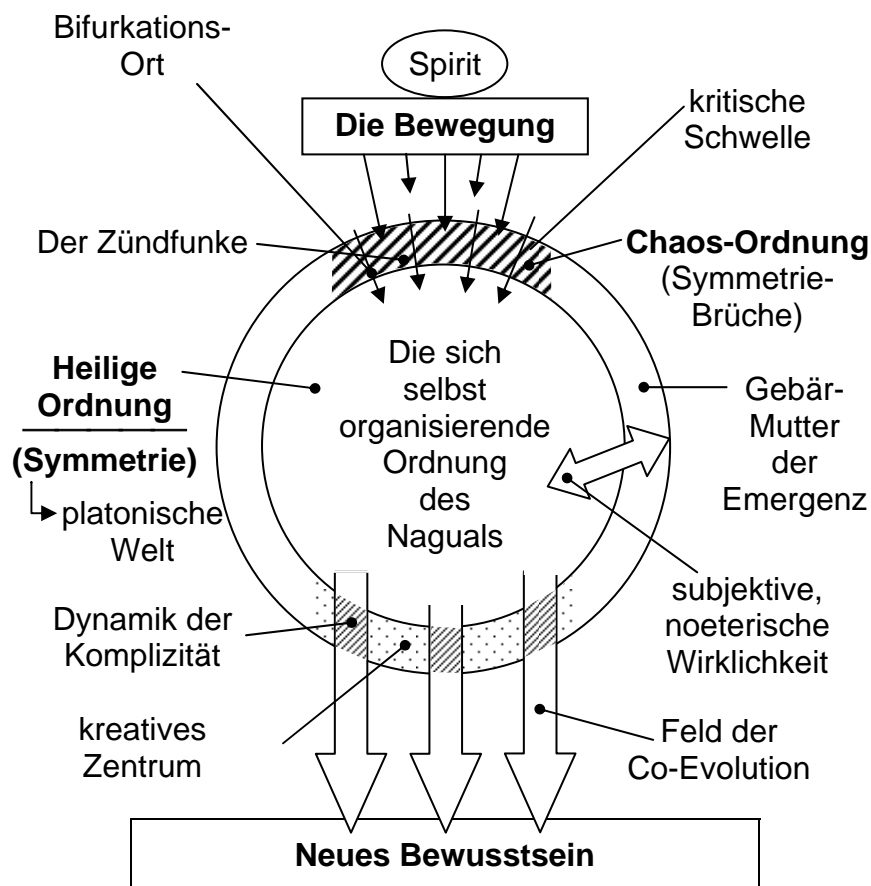 Bifurkations-
Ort
Spirit
Die Bewegung
kritische
Schwelle
Der Zündfunke
Chaos-Ordnung
(Symmetrie-
Brüche)
Heilige
Ordnung
(Symmetrie)
platonische
Welt
Die sich
selbst
organisierende
Ordnung
des
Naguals
Gebär-
Mutter
der
Emergenz
Dynamik der
Komplizität
subjektive,
noeterische
Wirklichkeit
kreatives
Zentrum
Feld der
Co-Evolution
Neues Bewusstsein